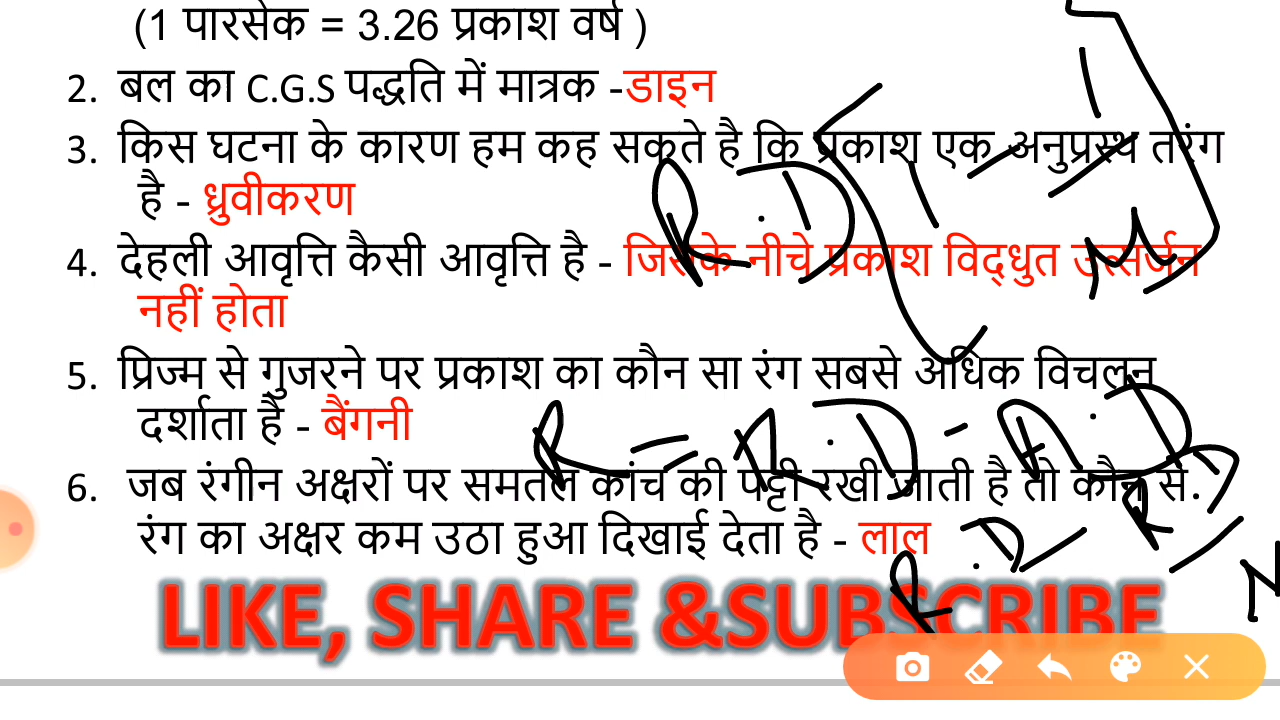 (1 पारसेक = 3.26 प्रकाश वर्ष )
2. बल का C.G.S पद्धति में मात्रक -डाइन
3. किस घटना के कारण हम कह सकते है कि प्रकाश एक अनुप्रस्थ तरंग
है - ध्रुवीकरण
4. देहली आवृत्ति कैसी आवृत्ति है - जिसके नीचे प्रकाश विद्धुत उत्सर्जन
नहीं होता
5. प्रिज्म से गुजरने पर प्रकाश का कौन सा रंग सबसे अधिक विचलन
दर्शाता है - बैंगनी
6. जब रंगीन अक्षरों पर समतल कांच की पट्टी रखी जाती है तो कौन से
रंग का अक्षर कम उठा हुआ दिखाई देता है - लाल
LIKE, SHARE &SUBSCRIBE